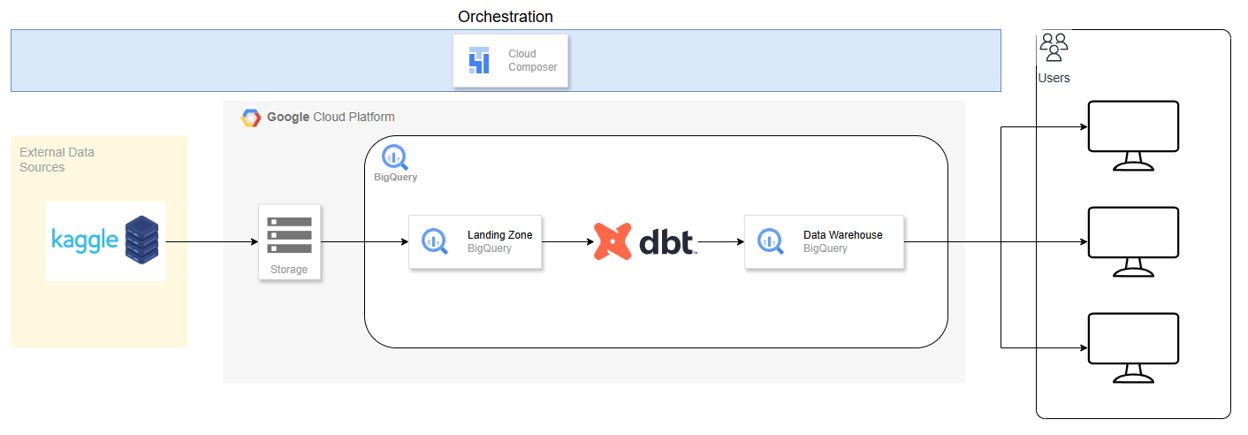 Orchestration
Cloud
Composer
Users
Google Cloud Platform
External Data
Sources
BigQuery
kaggle
Storage
Landing Zone
BigQuery
dbt
Data Warehouse
BigQuery